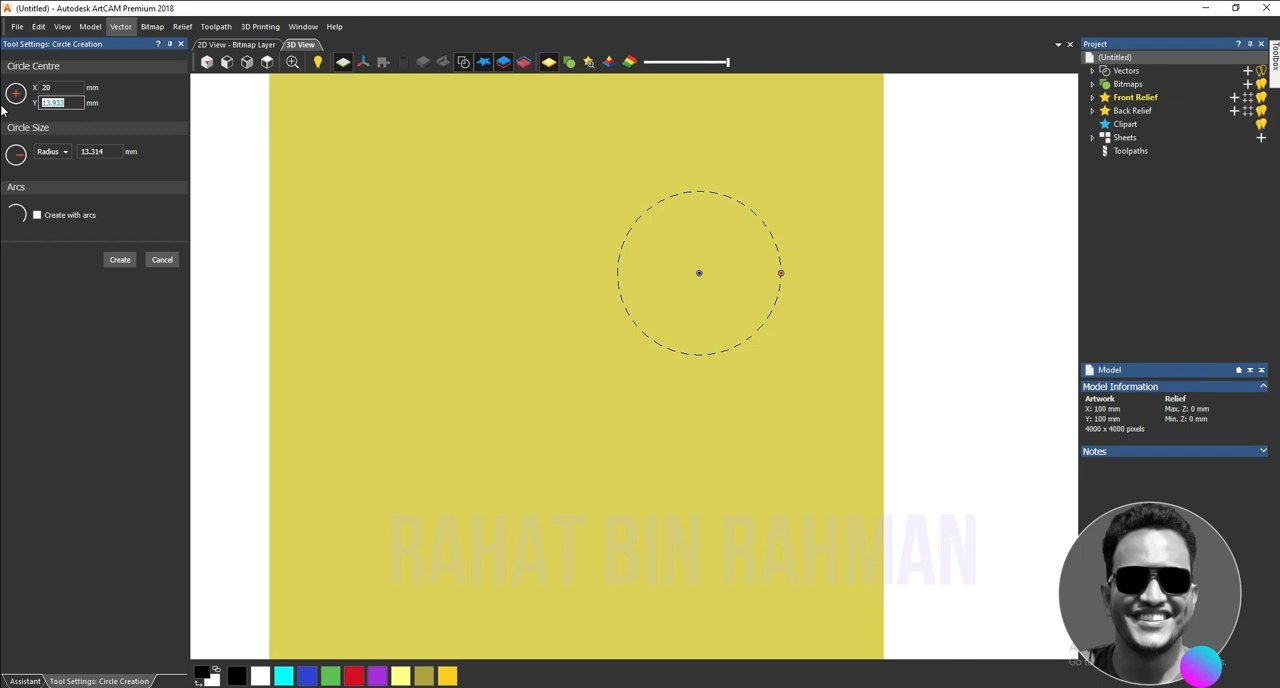 (Untitled) - Autodesk ArtCAM Premium 2018
File Edit View Model Vector Bitmap Relief Toolpath 3D Printing Window Help
Tool Settings: Circle Creation
2D View - Bitmap Layer 3D View
Project
Toolbox
Circle Centre
X 20 mm
Y 13.933 mm
Circle Size
Radius 13.314 mm
Arcs
Create with arcs
Create Cancel
(Untitled)
Vectors
Bitmaps
Front Relief
Back Relief
Clipart
Sheets
Toolpaths
Model
Model Information
Artwork Relief
X: 100 mm Max. Z: 0 mm
Y: 100 mm Min. Z: 0 mm
4000 x 4000 pixels
Notes
RAHAT BIN RAHMAN
Assistant Tool Settings: Circle Creation